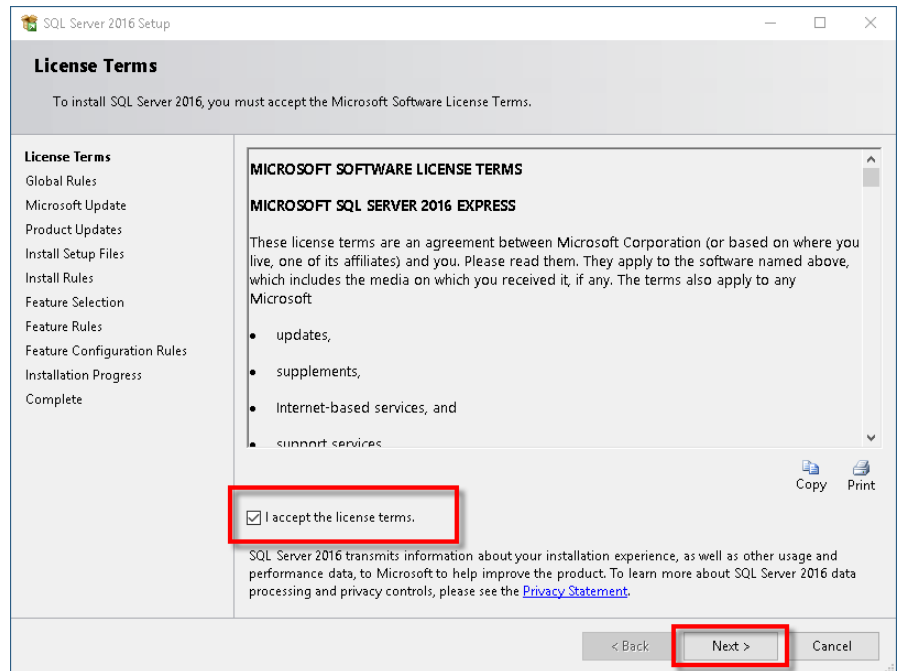 SQL Server 2016 Setup
License Terms
To install SQL Server 2016, you must accept the Microsoft Software License Terms.
License Terms
Global Rules
Microsoft Update
Product Updates
Install Setup Files
Install Rules
Feature Selection
Feature Rules
Feature Configuration Rules
Installation Progress
Complete
MICROSOFT SOFTWARE LICENSE TERMS
MICROSOFT SQL SERVER 2016 EXPRESS
These license terms are an agreement between Microsoft Corporation (or based on where you
live, one of its affiliates) and you. Please read them. They apply to the software named above,
which includes the media on which you received it, if any. The terms also apply to any
Microsoft
• updates,
• supplements,
• Internet-based services, and
• support services
Copy Print
I accept the license terms.
SQL Server 2016 transmits information about your installation experience, as well as other usage and
performance data, to Microsoft to help improve the product. To learn more about SQL Server 2016 data
processing and privacy controls, please see the Privacy Statement.
< Back Next > Cancel